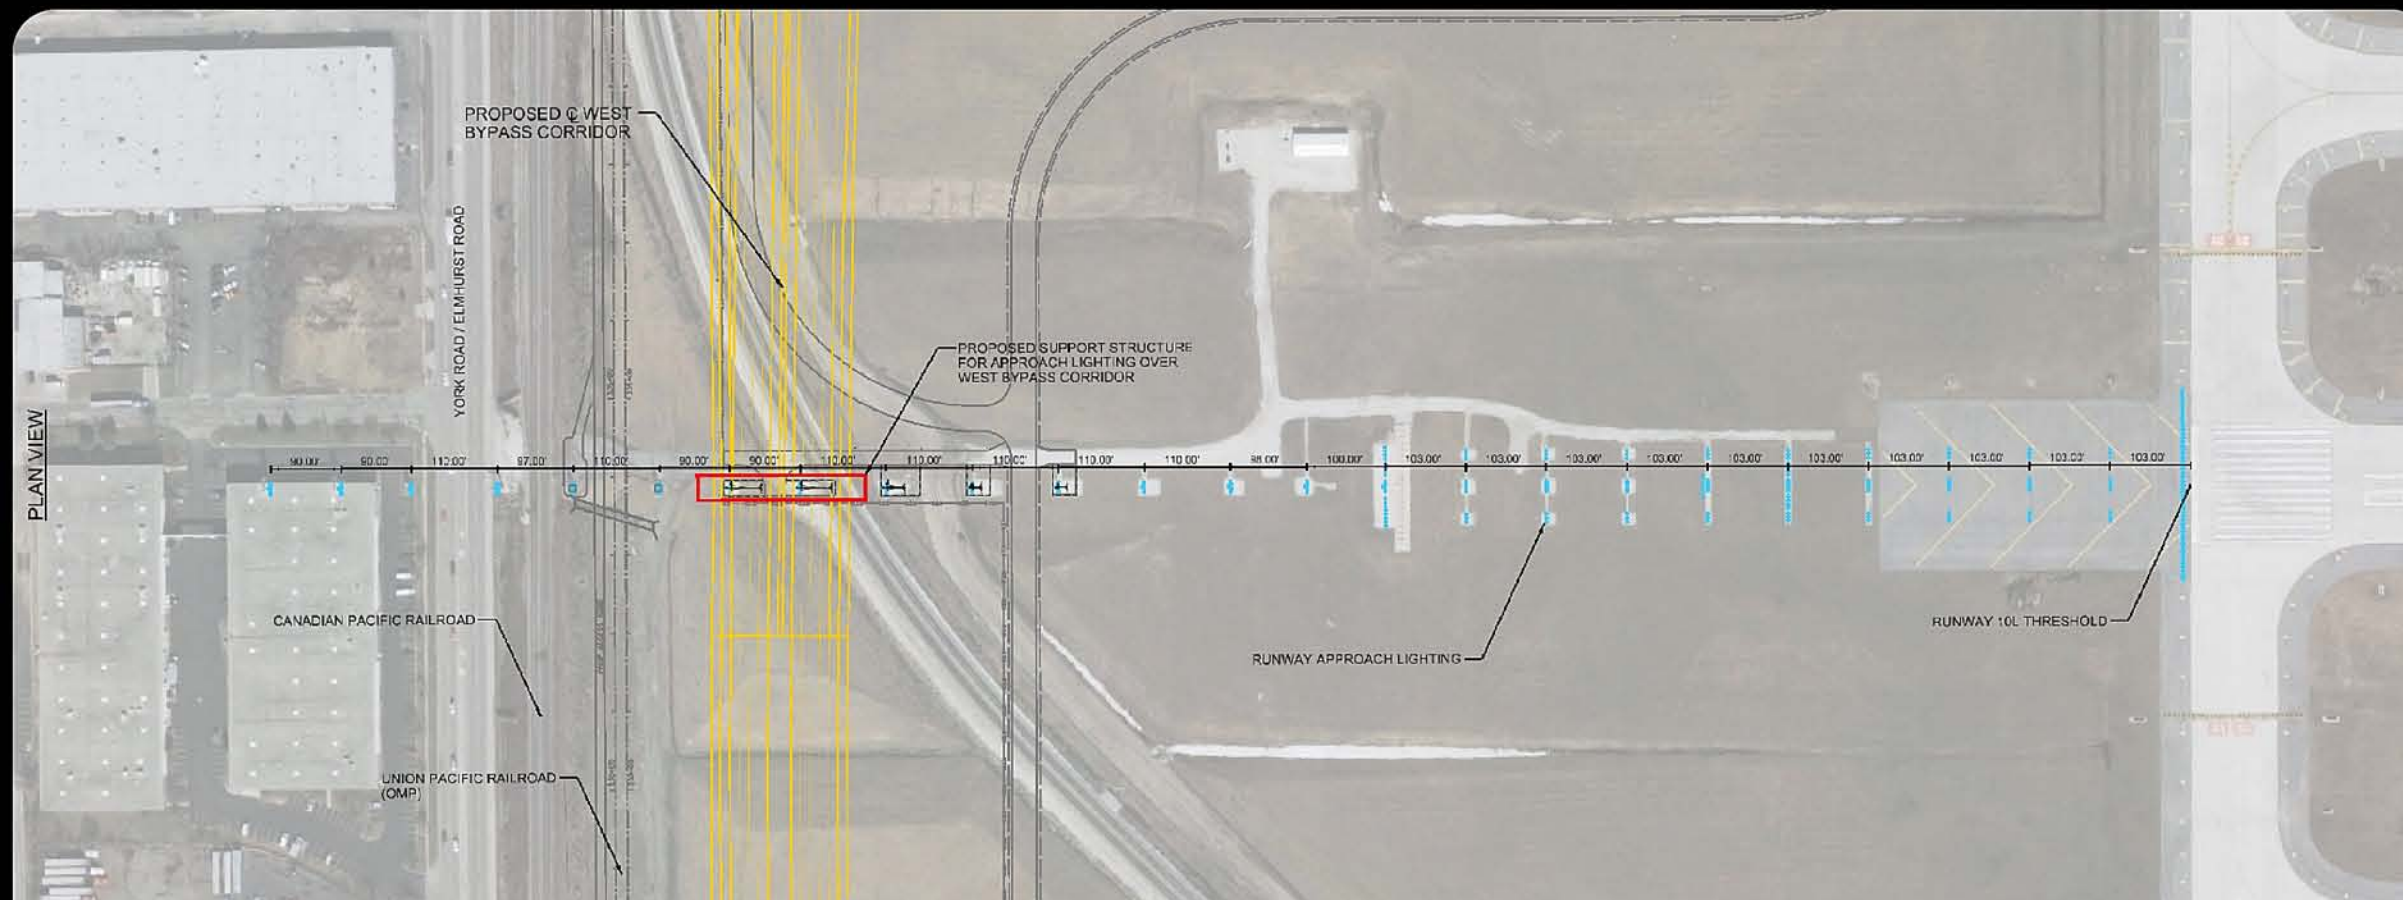 PROPOSED ℄ WEST
BYPASS CORRIDOR
YORK ROAD / ELMHURST ROAD
PROPOSED SUPPORT STRUCTURE
FOR APPROACH LIGHTING OVER
WEST BYPASS CORRIDOR
PLAN VIEW
90.00' 90.00' 110.00' 97.00' 110.00' 90.00' 90.00' 110.00' 110.00' 110.00' 110.00' 110.00' 98.00' 100.00' 103.00' 103.00' 103.00' 103.00' 103.00' 103.00' 103.00' 103.00' 103.00' 103.00'
CANADIAN PACIFIC RAILROAD
RUNWAY 10L THRESHOLD
RUNWAY APPROACH LIGHTING
UNION PACIFIC RAILROAD
(OMP)